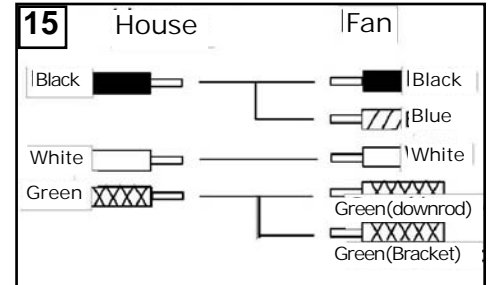 15 House Fan
Black Black
Blue
White White
Green
Green(downrod)
Green(Bracket)